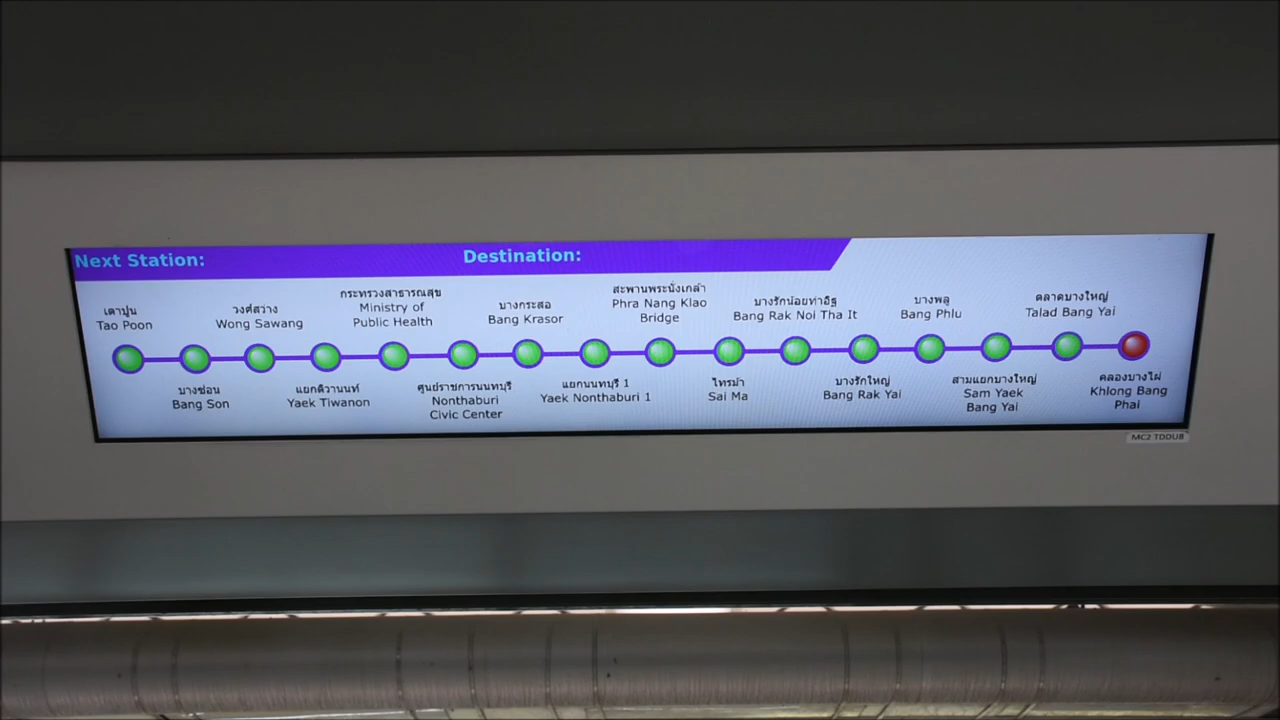 Next Station:
Destination:
เตาปูน
Tao Poon
บางซ่อน
Bang Son
วงศ์สว่าง
Wong Sawang
แยกติวานนท์
Yaek Tiwanon
กระทรวงสาธารณสุข
Ministry of
Public Health
ศูนย์ราชการนนทบุรี
Nonthaburi
Civic Center
บางกระสอ
Bang Krasor
แยกนนทบุรี 1
Yaek Nonthaburi 1
สะพานพระนั่งเกล้า
Phra Nang Klao
Bridge
ไทรม้า
Sai Ma
บางรักน้อยท่าอิฐ
Bang Rak Noi Tha It
บางรักใหญ่
Bang Rak Yai
บางพลู
Bang Phlu
สามแยกบางใหญ่
Sam Yaek
Bang Yai
ตลาดบางใหญ่
Talad Bang Yai
คลองบางไผ่
Khlong Bang
Phai
MC2 TDDU8